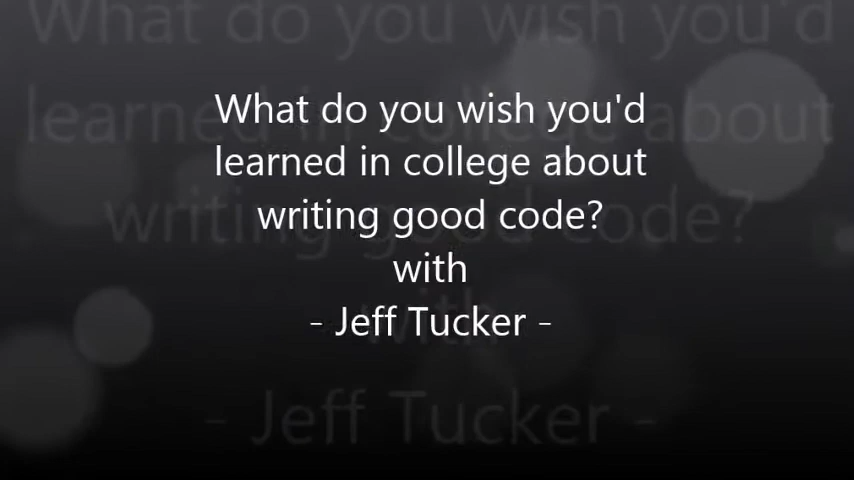 What do you wish you'd
learned in college about
writing good code?
with
- Jeff Tucker -